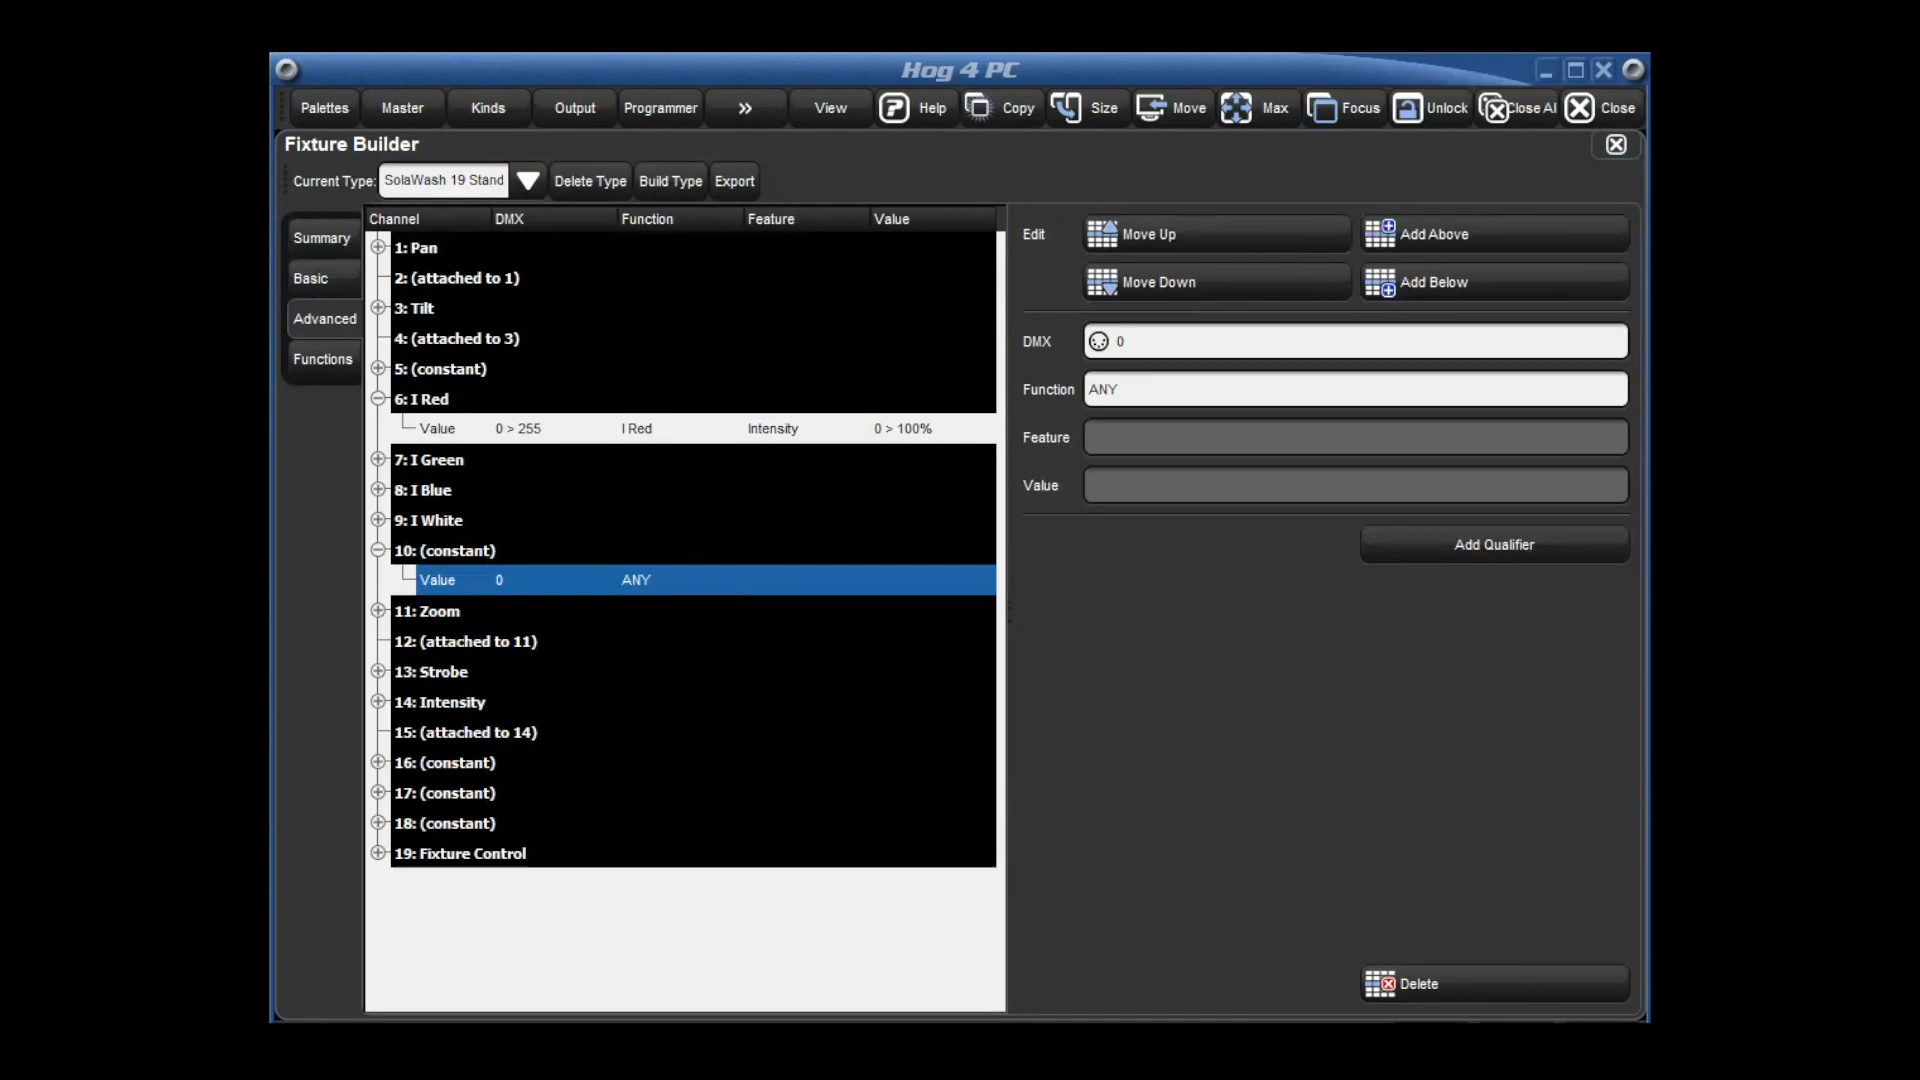 Hog 4 PC
Palettes Master Kinds Output Programmer » View Help Copy Size Move Max Focus Unlock Close Al Close
Fixture Builder
Current Type: SolaWash 19 Stand Delete Type Build Type Export
Channel DMX Function Feature Value
Summary
Basic
Advanced
Functions
1: Pan
2: (attached to 1)
3: Tilt
4: (attached to 3)
5: (constant)
6: I Red
Value 0 > 255 I Red Intensity 0 > 100%
7: I Green
8: I Blue
9: I White
10: (constant)
Value 0 ANY
11: Zoom
12: (attached to 11)
13: Strobe
14: Intensity
15: (attached to 14)
16: (constant)
17: (constant)
18: (constant)
19: Fixture Control
Edit Move Up Add Above
Move Down Add Below
DMX 0
Function ANY
Feature
Value
Add Qualifier
Delete